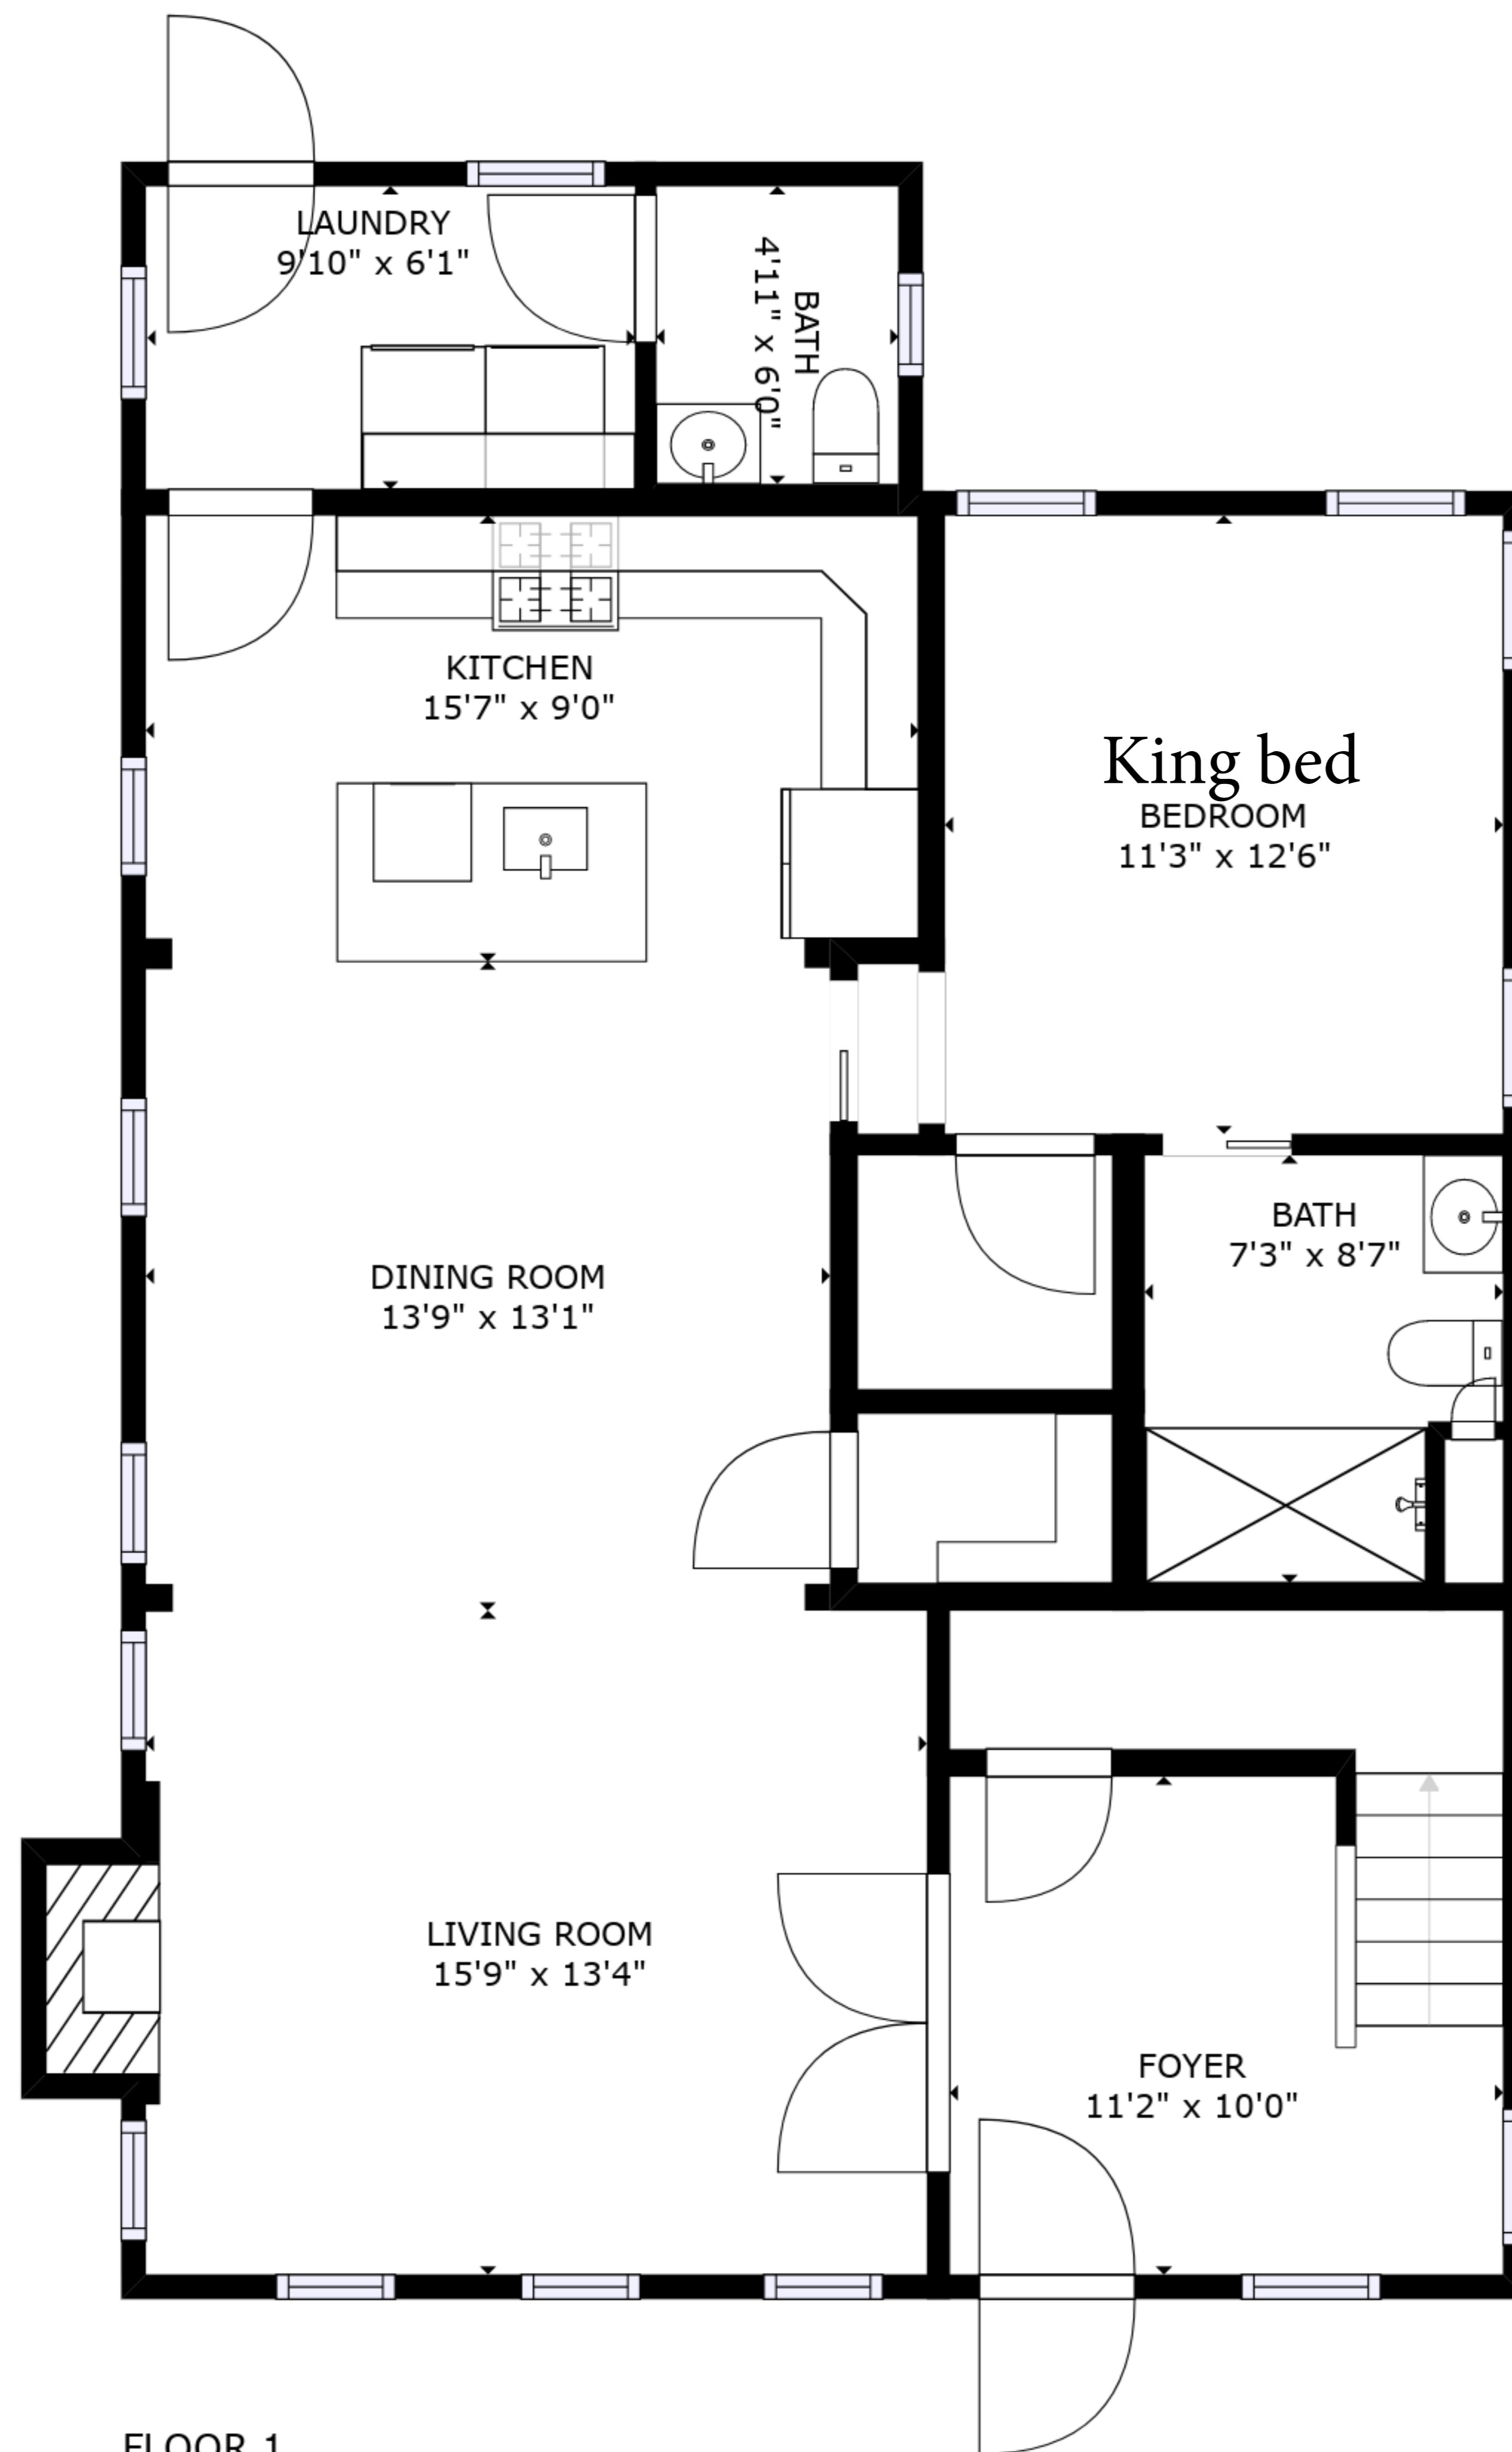 LAUNDRY
9'10" x 6'1"
BATH
4'11" x 6'0"
KITCHEN
15'7" x 9'0"
King bed
BEDROOM
11'3" x 12'6"
BATH
7'3" x 8'7"
DINING ROOM
13'9" x 13'1"
LIVING ROOM
15'9" x 13'4"
FOYER
11'2" x 10'0"
FLOOR 1